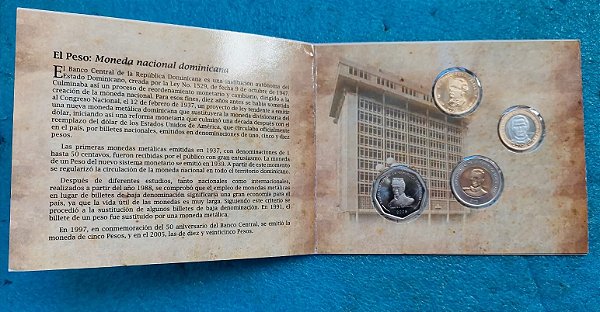 El Peso: Moneda nacional dominicana
El Banco Central de la República Dominicana es una institución autónoma del
Estado Dominicano, creada por la Ley No. 1529, de fecha 9 de octubre de 1947.
Culminaba así un proceso de reordenamiento monetario y cambiario, dirigido a la
creación de la moneda nacional. Para esos fines, diez años antes se había sometido
al Congreso Nacional, el 12 de febrero de 1937, un proyecto de ley tendente a emitir
una nueva moneda metálica dominicana que sustituyera la moneda divisionaria del
dólar, iniciando así una reforma monetaria que culminó una década después con el
reemplazo del dólar de los Estados Unidos de América, que circulaba oficialmente
en el país, por billetes nacionales, emitidos en denominaciones de uno, cinco y diez
pesos.
Las primeras monedas metálicas emitidas en 1937, con denominaciones de 1
hasta 50 centavos, fueron recibidas por el público con gran entusiasmo. La moneda
de un Peso del nuevo sistema monetario se emitió en 1939. A partir de este momento
se regularizó la circulación de la moneda nacional en todo el territorio dominicano.
Después de diferentes estudios, tanto nacionales como internacionales,
realizados a partir del año 1988, se comprobó que el empleo de monedas metálicas
en lugar de billetes de baja denominación significaría una gran economía para el
país, ya que la vida útil de las monedas es muy larga. Siguiendo este criterio se
procedió a la sustitución de algunos billetes de baja denominación. En 1991, el
billete de un peso fue sustituido por una moneda metálica.
En 1997, en conmemoración del 50 aniversario del Banco Central, se emitió la
moneda de cinco Pesos, y en el 2005, las de diez y veinticinco Pesos.